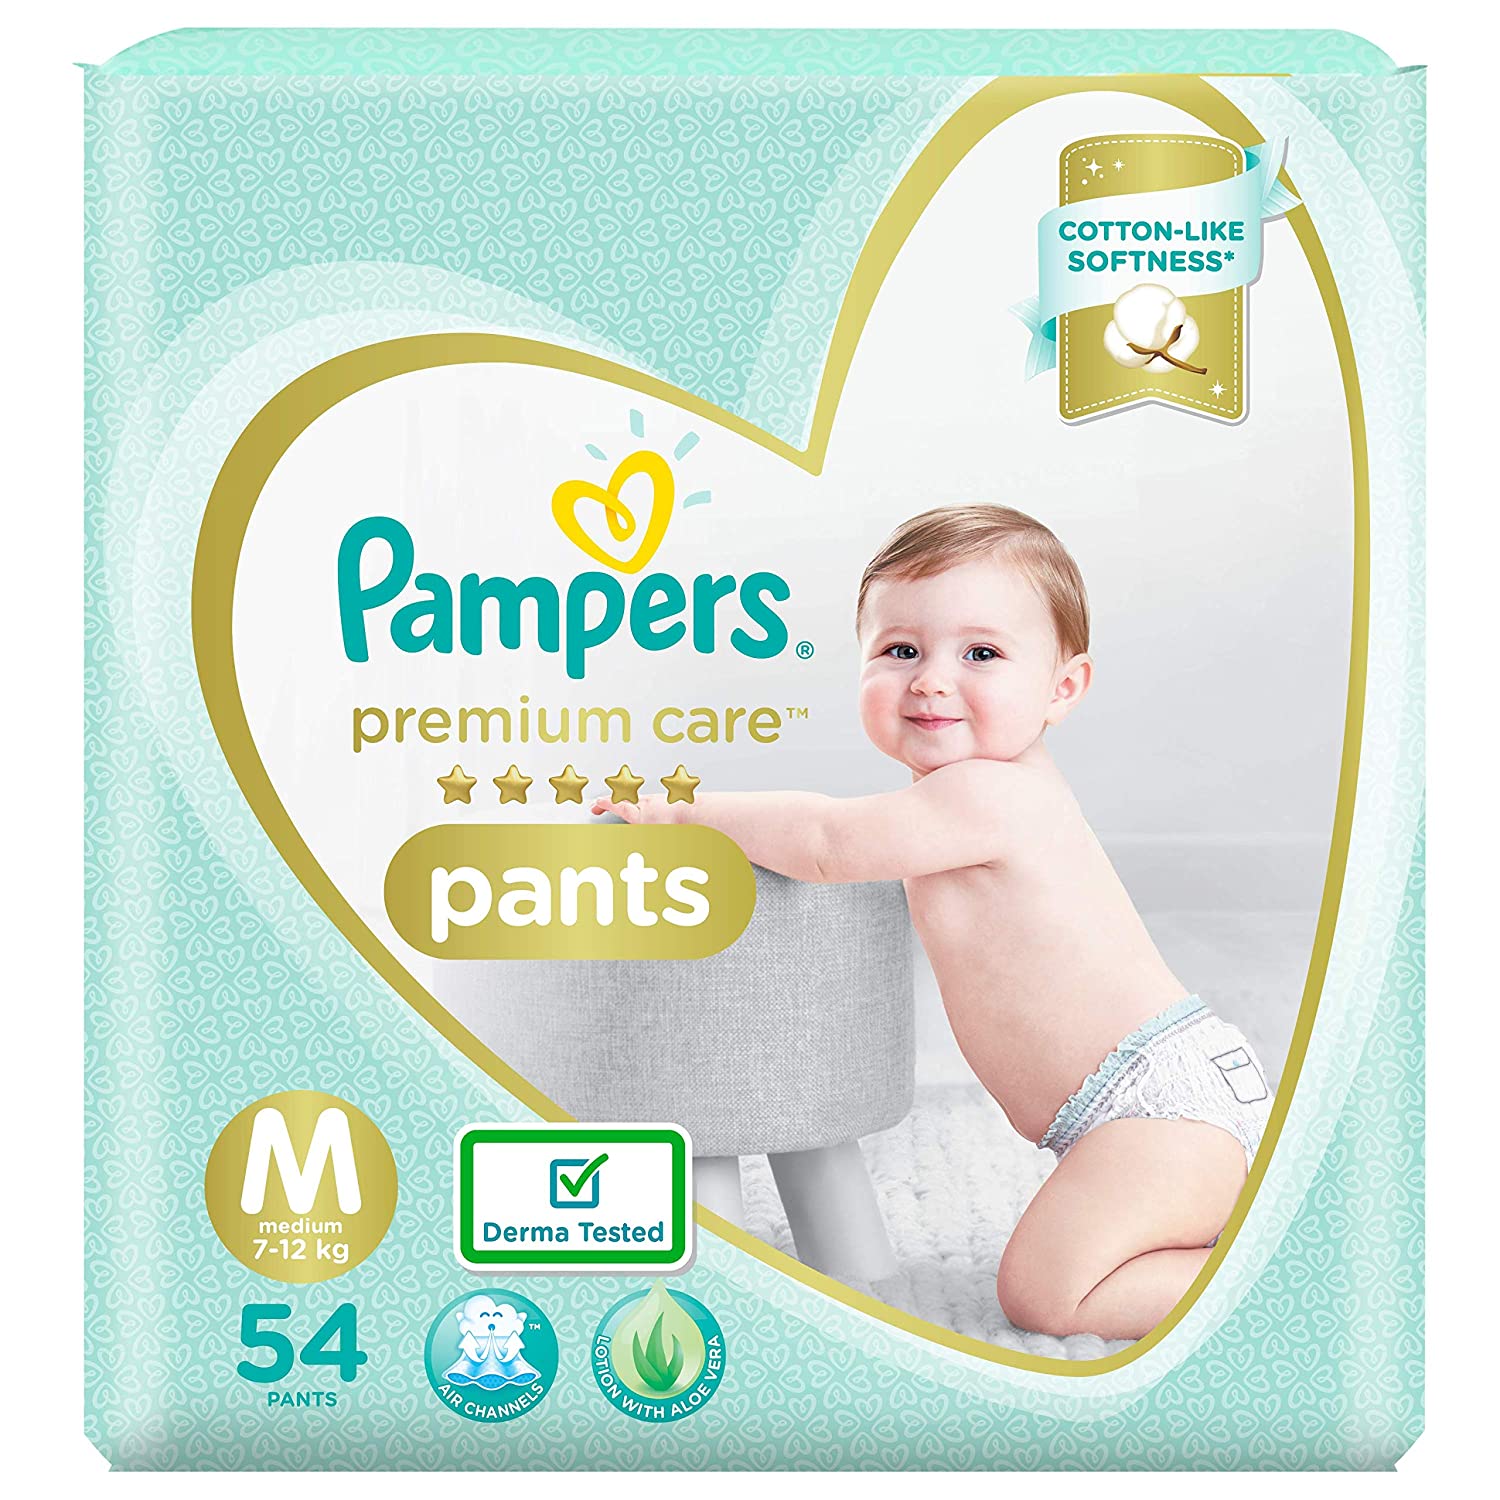 COTTON-LIKE
SOFTNESS*
Pampers®
premium care™
pants
M
medium
7-12 kg
Derma Tested
54
PANTS
™
AIR CHANNELS
LOTION WITH ALOE VERA